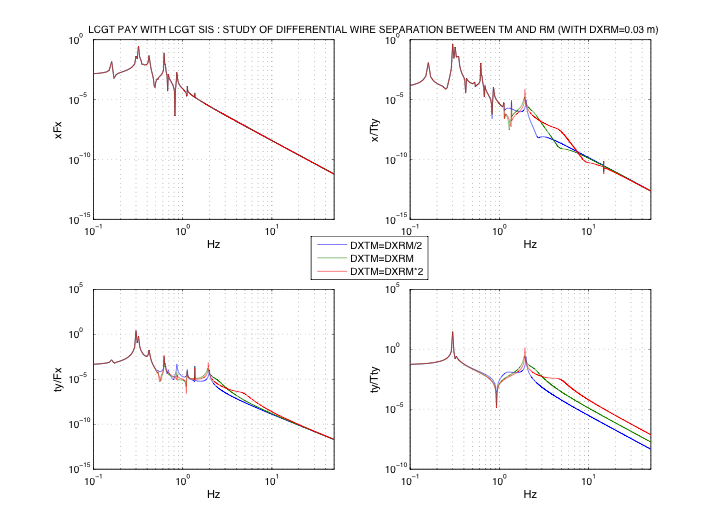 LCGT PAY WITH LCGT SIS : STUDY OF DIFFERENTIAL WIRE SEPARATION BETWEEN TM AND RM (WITH DXRM=0.03 m)
10^0
10^-5
10^-10
10^-15
xFx
10^-1
10^0
10^1
Hz
10^0
10^-5
10^-10
10^-15
x/Tty
10^-1
10^0
10^1
Hz
DXTM=DXRM/2
DXTM=DXRM
DXTM=DXRM*2
10^5
10^0
10^-5
10^-10
10^-15
ty/Fx
10^-1
10^0
10^1
Hz
10^5
10^0
10^-5
10^-10
ty/Tty
10^-1
10^0
10^1
Hz